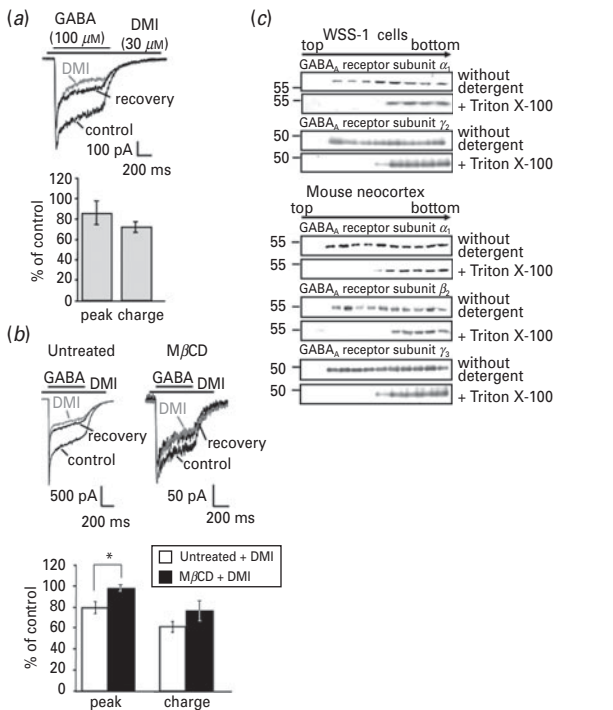 (a)
GABA
(100 μM)
DMI
(30 μM)
DMI
recovery
control
100 pA
200 ms
120
100
80
60
40
20
0
% of control
peak charge
(b)
Untreated
MβCD
GABA DMI
GABA DMI
DMI
recovery
control
500 pA
200 ms
DMI
recovery
control
50 pA
200 ms
Untreated + DMI
MβCD + DMI
*
120
100
80
60
40
20
0
% of control
peak
charge
(c)
WSS-1 cells
top bottom
GABAA receptor subunit α1
55
without
detergent
55
+ Triton X-100
GABAA receptor subunit γ2
50
without
detergent
50
+ Triton X-100
Mouse neocortex
top bottom
GABAA receptor subunit α1
55
without
detergent
55
+ Triton X-100
GABAA receptor subunit β2
55
without
detergent
55
+ Triton X-100
GABAA receptor subunit γ3
50
without
detergent
50
+ Triton X-100